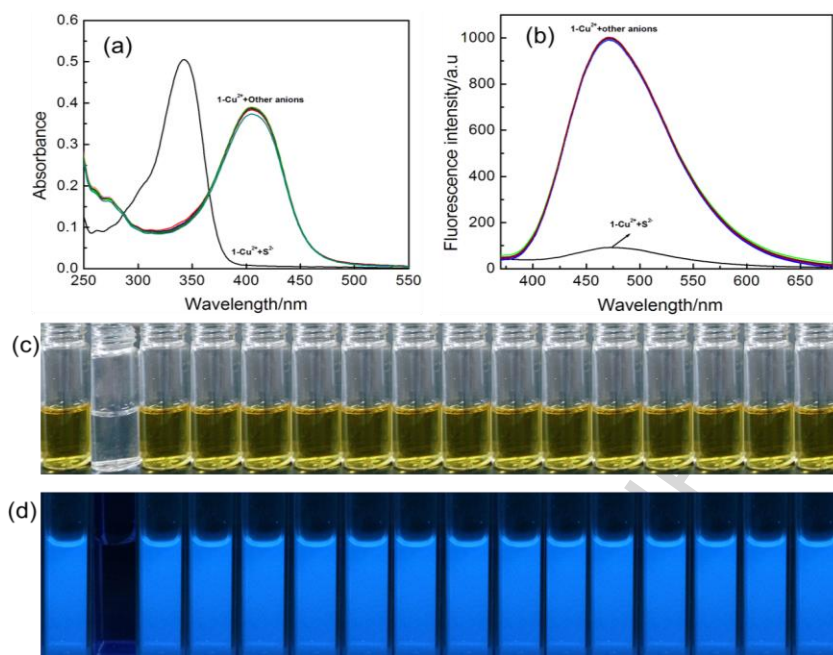 (a)
1-Cu²⁺+Other anions
1-Cu²⁺+S²⁻
Absorbance
0.6
0.5
0.4
0.3
0.2
0.1
0.0
250 300 350 400 450 500 550
Wavelength/nm
(b)
1-Cu²⁺+other anions
1-Cu²⁺+S²⁻
Fluorescence intensity/a.u
1000
800
600
400
200
0
400 450 500 550 600 650
Wavelength/nm
(c)
(d)